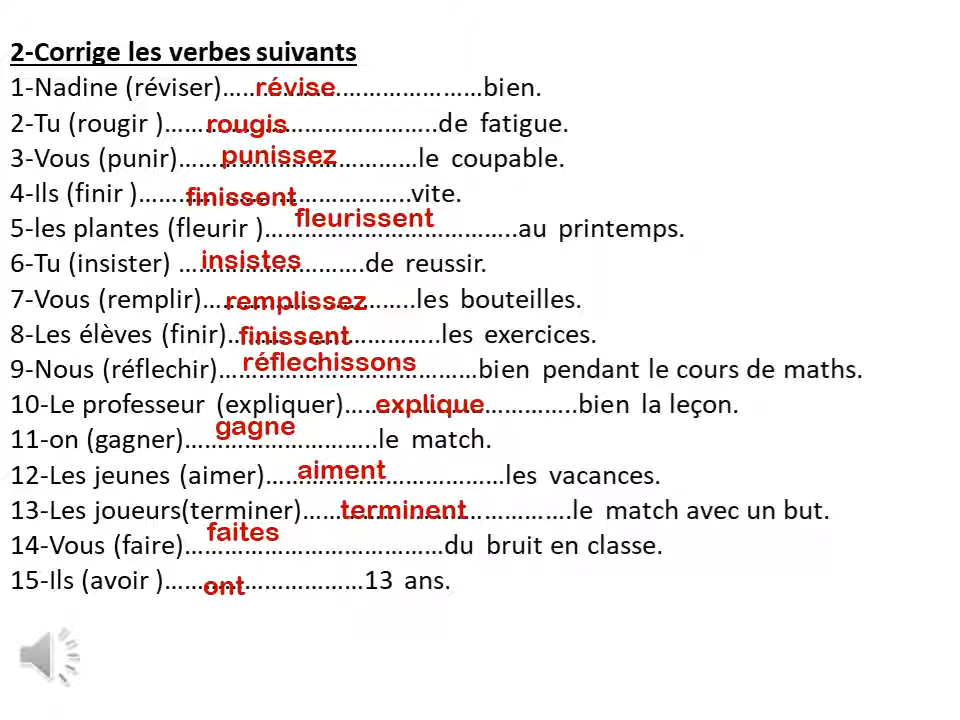 2-Corrige les verbes suivants
1-Nadine (réviser)…..révise……………………bien.
2-Tu (rougir )……rougis………………………..de fatigue.
3-Vous (punir)……punissez……………………le coupable.
4-Ils (finir )……finissent……………………..vite.
5-les plantes (fleurir )……fleurissent……………………..au printemps.
6-Tu (insister) …insistes………………….de reussir.
7-Vous (remplir)…remplissez………………..les bouteilles.
8-Les élèves (finir)..finissent……………………..les exercices.
9-Nous (réflechir)…réflechissons…………………………bien pendant le cours de maths.
10-Le professeur (expliquer)……explique……………………..bien la leçon.
11-on (gagner)……gagne…………………..le match.
12-Les jeunes (aimer)……aiment……………………les vacances.
13-Les joueurs(terminer)……terminent……………………….le match avec un but.
14-Vous (faire)……faites………………………du bruit en classe.
15-Ils (avoir )……ont………………13 ans.